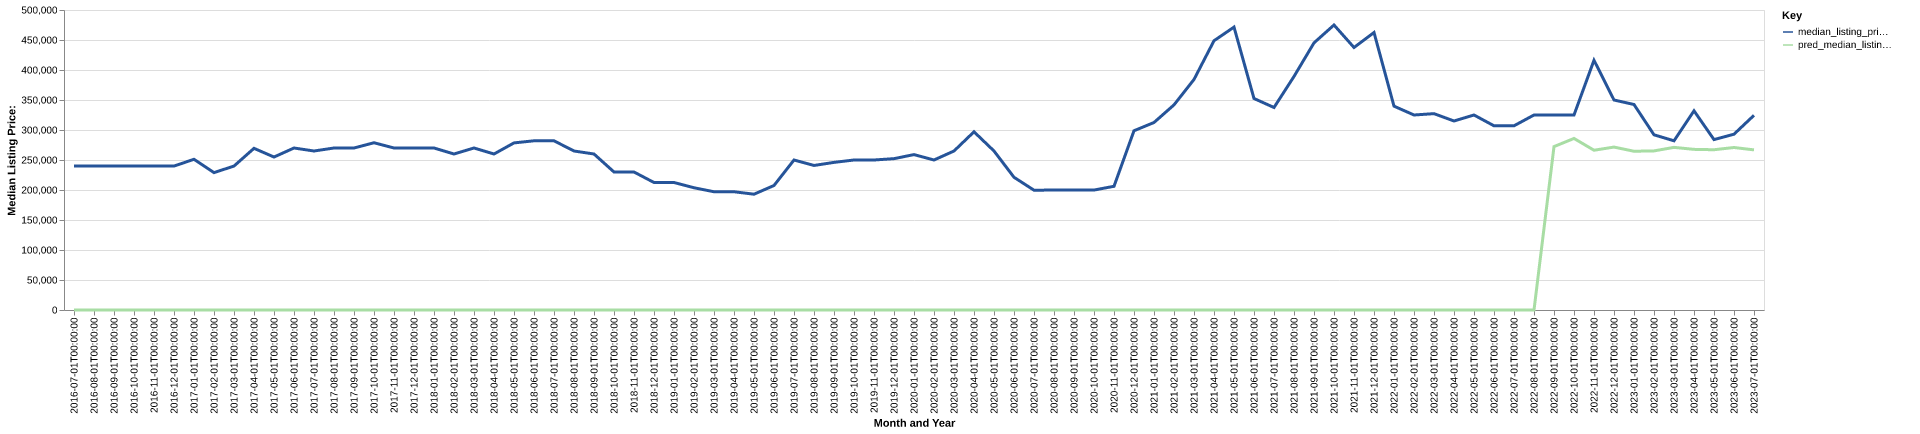 500,000
450,000
400,000
350,000
300,000
250,000
200,000
150,000
100,000
50,000
0
Median Listing Price:
2016-07-01T00:00:00
2016-08-01T00:00:00
2016-09-01T00:00:00
2016-10-01T00:00:00
2016-11-01T00:00:00
2016-12-01T00:00:00
2017-01-01T00:00:00
2017-02-01T00:00:00
2017-03-01T00:00:00
2017-04-01T00:00:00
2017-05-01T00:00:00
2017-06-01T00:00:00
2017-07-01T00:00:00
2017-08-01T00:00:00
2017-09-01T00:00:00
2017-10-01T00:00:00
2017-11-01T00:00:00
2017-12-01T00:00:00
2018-01-01T00:00:00
2018-02-01T00:00:00
2018-03-01T00:00:00
2018-04-01T00:00:00
2018-05-01T00:00:00
2018-06-01T00:00:00
2018-07-01T00:00:00
2018-08-01T00:00:00
2018-09-01T00:00:00
2018-10-01T00:00:00
2018-11-01T00:00:00
2018-12-01T00:00:00
2019-01-01T00:00:00
2019-02-01T00:00:00
2019-03-01T00:00:00
2019-04-01T00:00:00
2019-05-01T00:00:00
2019-06-01T00:00:00
2019-07-01T00:00:00
2019-08-01T00:00:00
2019-09-01T00:00:00
2019-10-01T00:00:00
2019-11-01T00:00:00
2019-12-01T00:00:00
2020-01-01T00:00:00
2020-02-01T00:00:00
2020-03-01T00:00:00
2020-04-01T00:00:00
2020-05-01T00:00:00
2020-06-01T00:00:00
2020-07-01T00:00:00
2020-08-01T00:00:00
2020-09-01T00:00:00
2020-10-01T00:00:00
2020-11-01T00:00:00
2020-12-01T00:00:00
2021-01-01T00:00:00
2021-02-01T00:00:00
2021-03-01T00:00:00
2021-04-01T00:00:00
2021-05-01T00:00:00
2021-06-01T00:00:00
2021-07-01T00:00:00
2021-08-01T00:00:00
2021-09-01T00:00:00
2021-10-01T00:00:00
2021-11-01T00:00:00
2021-12-01T00:00:00
2022-01-01T00:00:00
2022-02-01T00:00:00
2022-03-01T00:00:00
2022-04-01T00:00:00
2022-05-01T00:00:00
2022-06-01T00:00:00
2022-07-01T00:00:00
2022-08-01T00:00:00
2022-09-01T00:00:00
2022-10-01T00:00:00
2022-11-01T00:00:00
2022-12-01T00:00:00
2023-01-01T00:00:00
2023-02-01T00:00:00
2023-03-01T00:00:00
2023-04-01T00:00:00
2023-05-01T00:00:00
2023-06-01T00:00:00
2023-07-01T00:00:00
Month and Year
Key
median_listing_pri…
pred_median_listin…